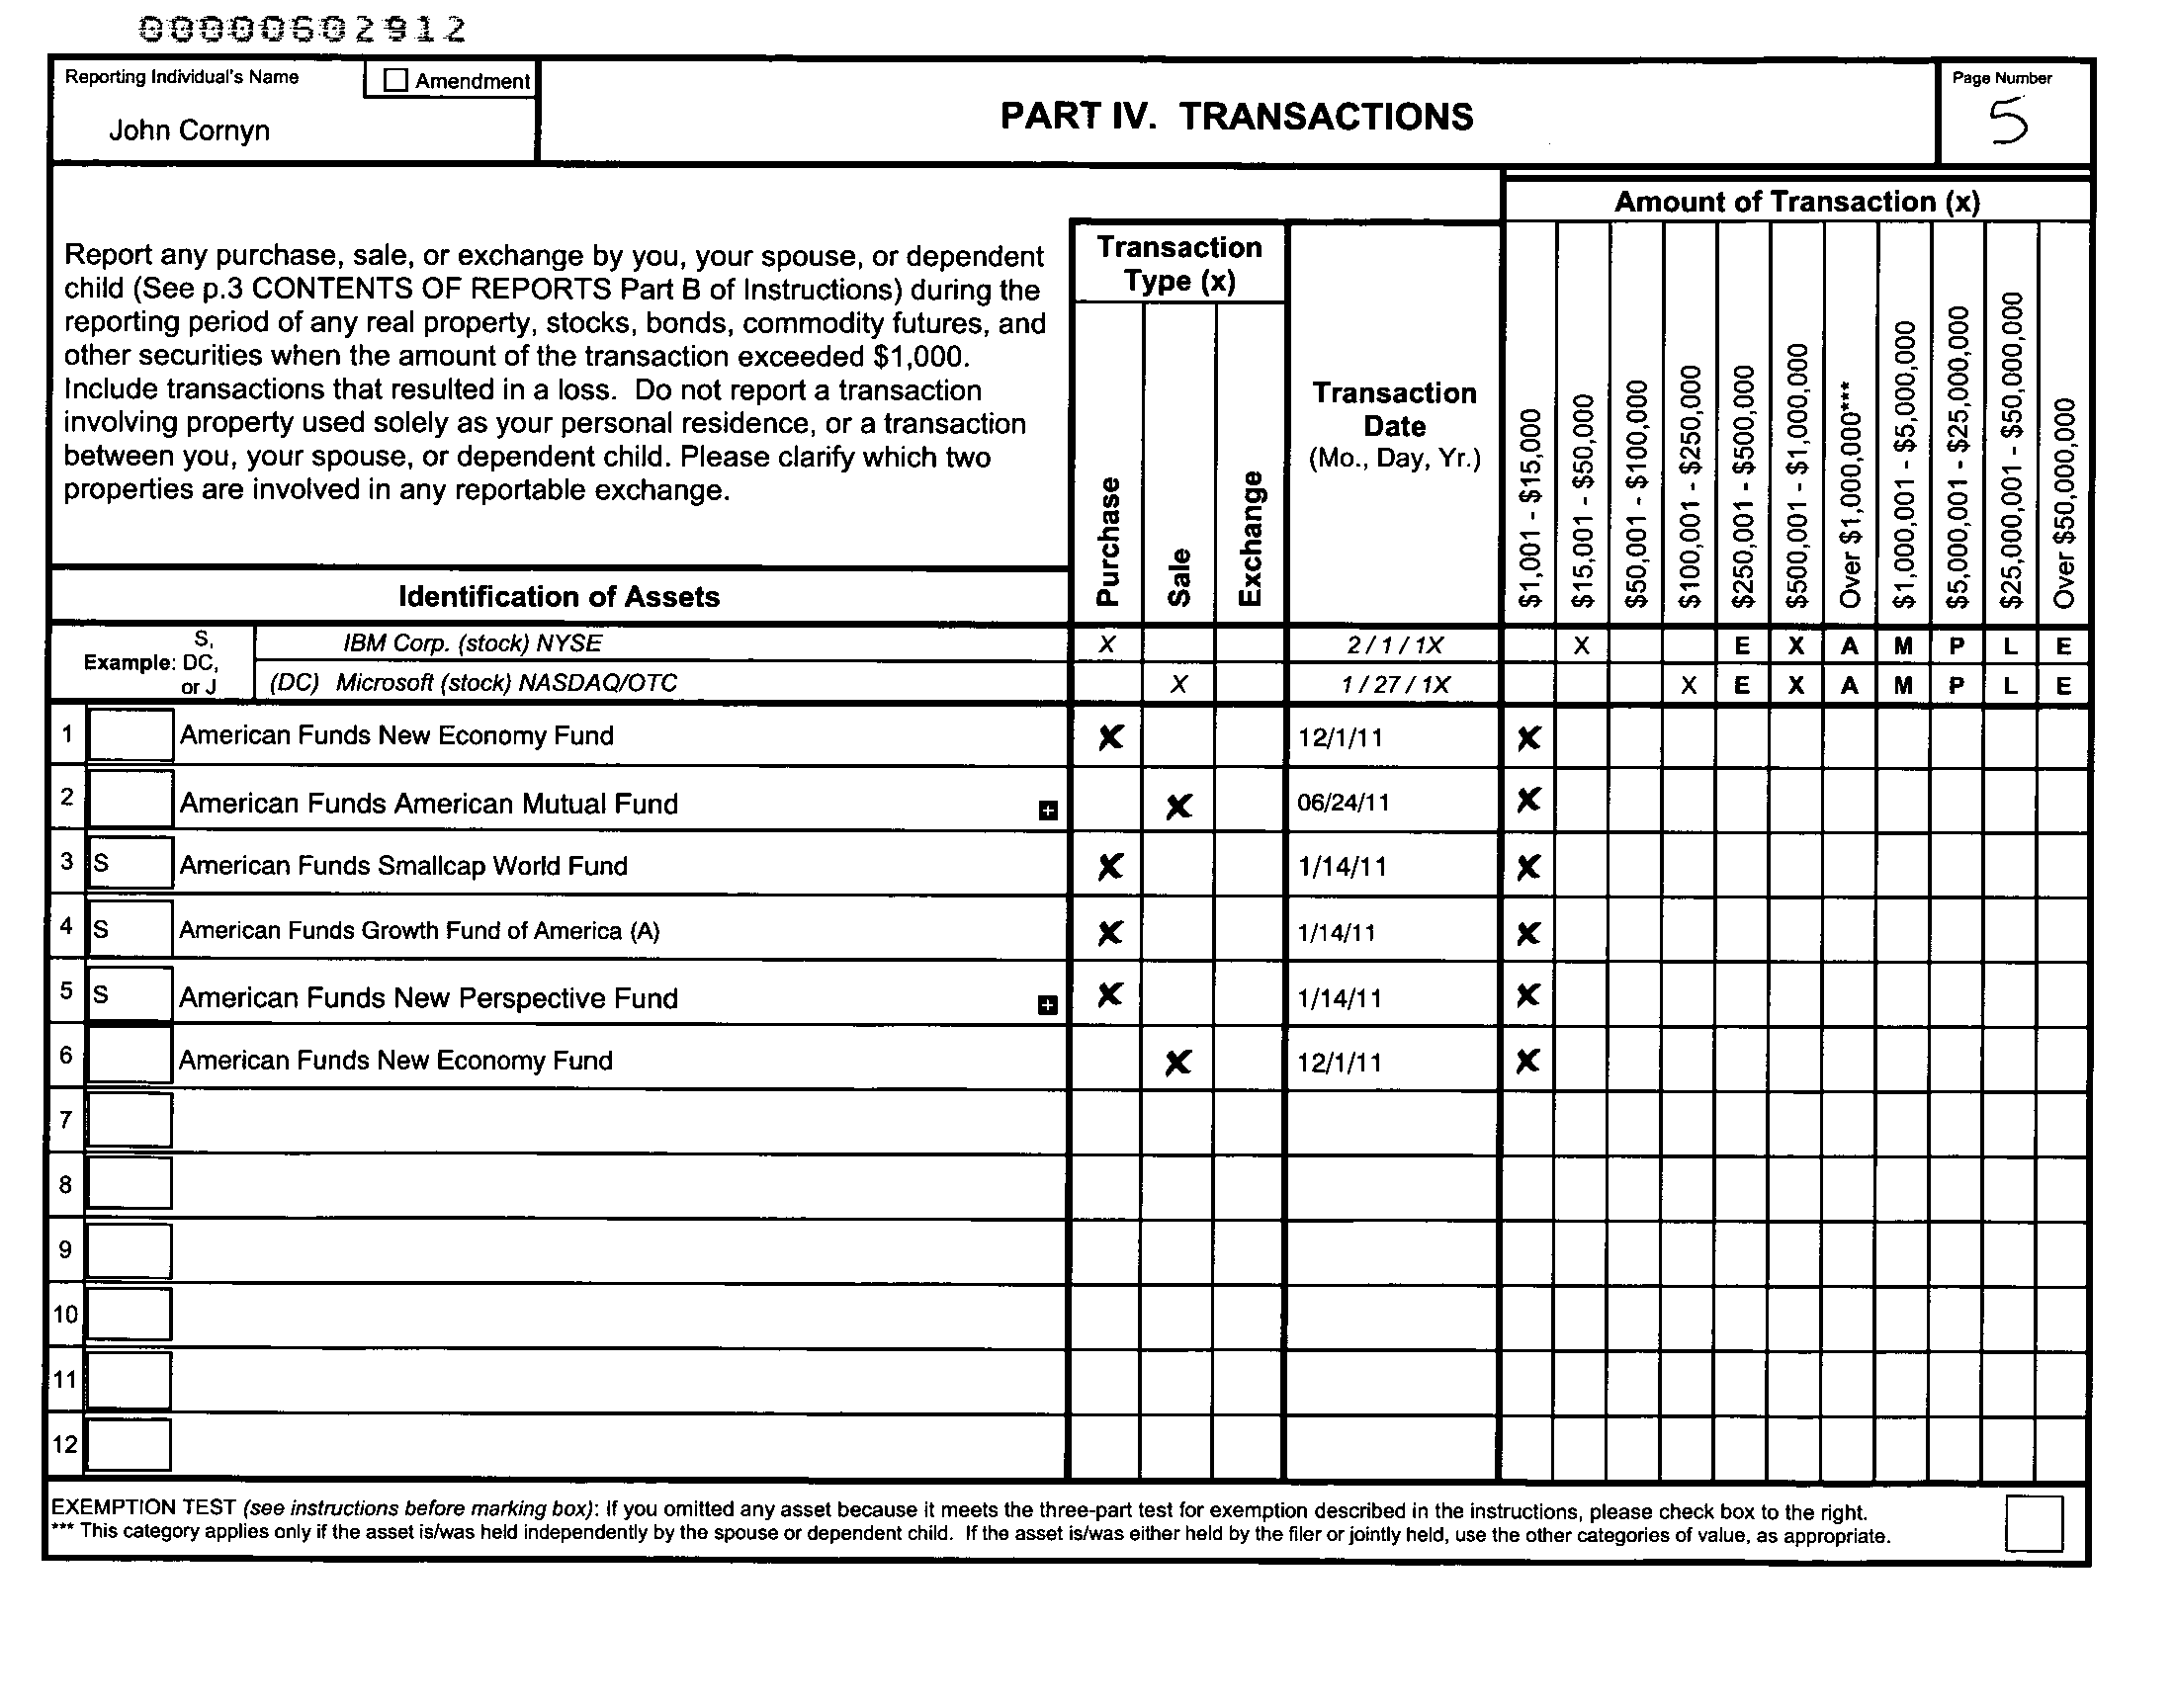 00000602912
Reporting Individual's Name
Amendment
John Cornyn
PART IV. TRANSACTIONS
Page Number
5
Report any purchase, sale, or exchange by you, your spouse, or dependent
child (See p.3 CONTENTS OF REPORTS Part B of Instructions) during the
reporting period of any real property, stocks, bonds, commodity futures, and
other securities when the amount of the transaction exceeded $1,000.
Include transactions that resulted in a loss. Do not report a transaction
involving property used solely as your personal residence, or a transaction
between you, your spouse, or dependent child. Please clarify which two
properties are involved in any reportable exchange.
Identification of Assets
Transaction
Type (x)
Purchase
Sale
Exchange
Transaction
Date
(Mo., Day, Yr.)
Amount of Transaction (x)
$1,001 - $15,000
$15,001 - $50,000
$50,001 - $100,000
$100,001 - $250,000
$250,001 - $500,000
$500,001 - $1,000,000
Over $1,000,000***
$1,000,001 - $5,000,000
$5,000,001 - $25,000,000
$25,000,001 - $50,000,000
Over $50,000,000
Example: S, DC, or J
IBM Corp. (stock) NYSE X 2 / 1 / 1X X E X A M P L E
(DC) Microsoft (stock) NASDAQ/OTC X 1 / 27 / 1X X E X A M P L E
1 American Funds New Economy Fund X 12/1/11 X
2 American Funds American Mutual Fund + X 06/24/11 X
3 S American Funds Smallcap World Fund X 1/14/11 X
4 S American Funds Growth Fund of America (A) X 1/14/11 X
5 S American Funds New Perspective Fund + X 1/14/11 X
6 American Funds New Economy Fund X 12/1/11 X
7
8
9
10
11
12
EXEMPTION TEST (see instructions before marking box): If you omitted any asset because it meets the three-part test for exemption described in the instructions, please check box to the right.
*** This category applies only if the asset is/was held independently by the spouse or dependent child. If the asset is/was either held by the filer or jointly held, use the other categories of value, as appropriate.